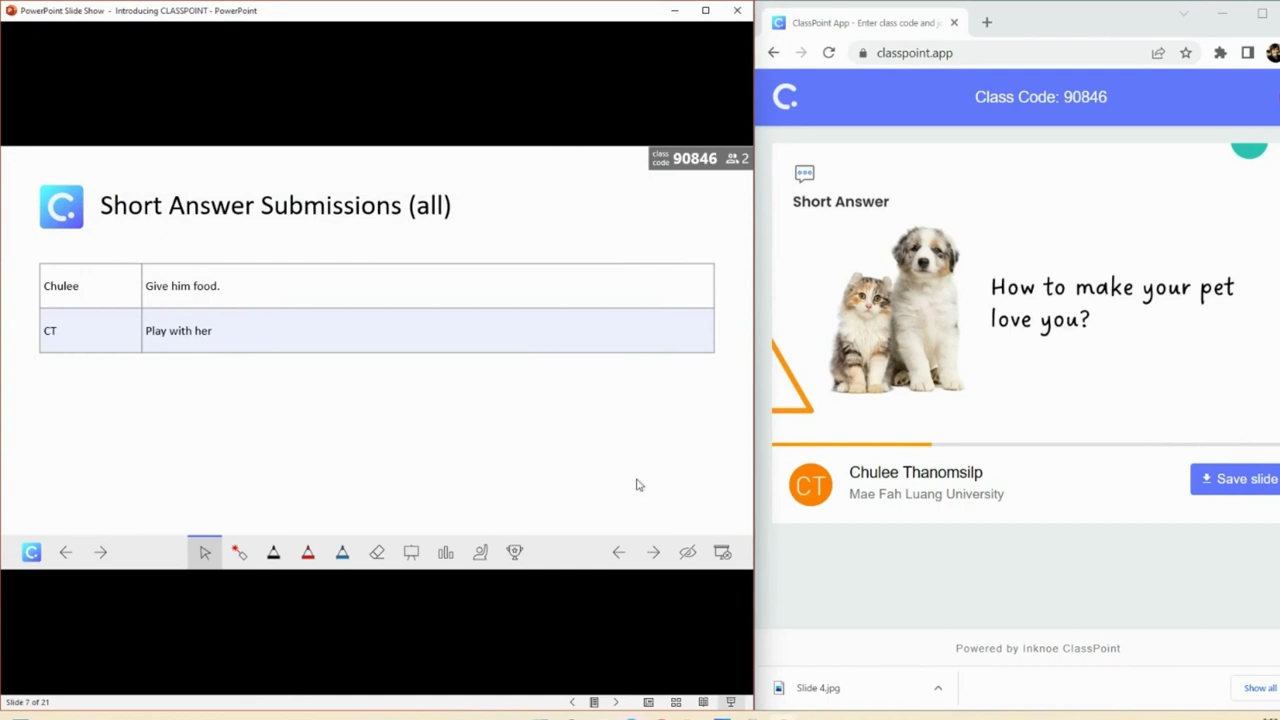 PowerPoint Slide Show - Introducing CLASSPOINT - PowerPoint
class
code 90846 2
Short Answer Submissions (all)
Chulee Give him food.
CT Play with her
Slide 7 of 21
ClassPoint App - Enter class code and
classpoint.app
Class Code: 90846
Short Answer
How to make your pet
love you?
CT
Chulee Thanomsilp
Mae Fah Luang University
Save slide
Powered by Inknoe ClassPoint
Slide 4.jpg
Show all